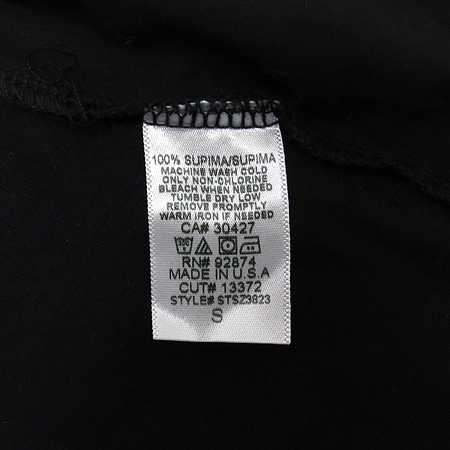 100% SUPIMA/SUPIMA
MACHINE WASH COLD
ONLY NON-CHLORINE
BLEACH WHEN NEEDED
TUMBLE DRY LOW
REMOVE PROMPTLY
WARM IRON IF NEEDED
CA# 30427
RN# 92874
MADE IN U.S.A
CUT# 13372
STYLE# STSZ3623
S